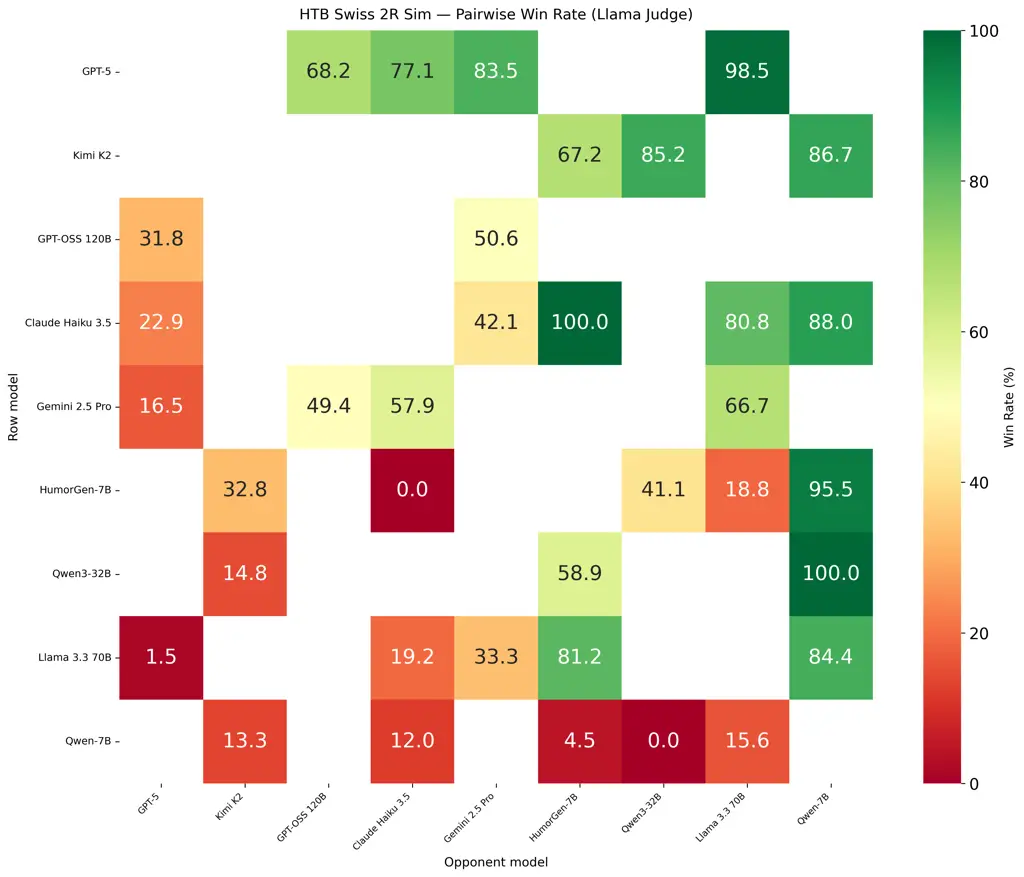 HTB Swiss 2R Sim — Pairwise Win Rate (Llama Judge)
GPT-5 68.2 77.1 83.5 98.5
Kimi K2 67.2 85.2 86.7
GPT-OSS 120B 31.8 50.6
Claude Haiku 3.5 22.9 42.1 100.0 80.8 88.0
Gemini 2.5 Pro 16.5 49.4 57.9 66.7
HumorGen-7B 32.8 0.0 41.1 18.8 95.5
Qwen3-32B 14.8 58.9 100.0
Llama 3.3 70B 1.5 19.2 33.3 81.2 84.4
Qwen-7B 13.3 12.0 4.5 0.0 15.6
Row model
GPT-5
Kimi K2
GPT-OSS 120B
Claude Haiku 3.5
Gemini 2.5 Pro
HumorGen-7B
Qwen3-32B
Llama 3.3 70B
Qwen-7B
Opponent model
100
80
60
40
20
0
Win Rate (%)